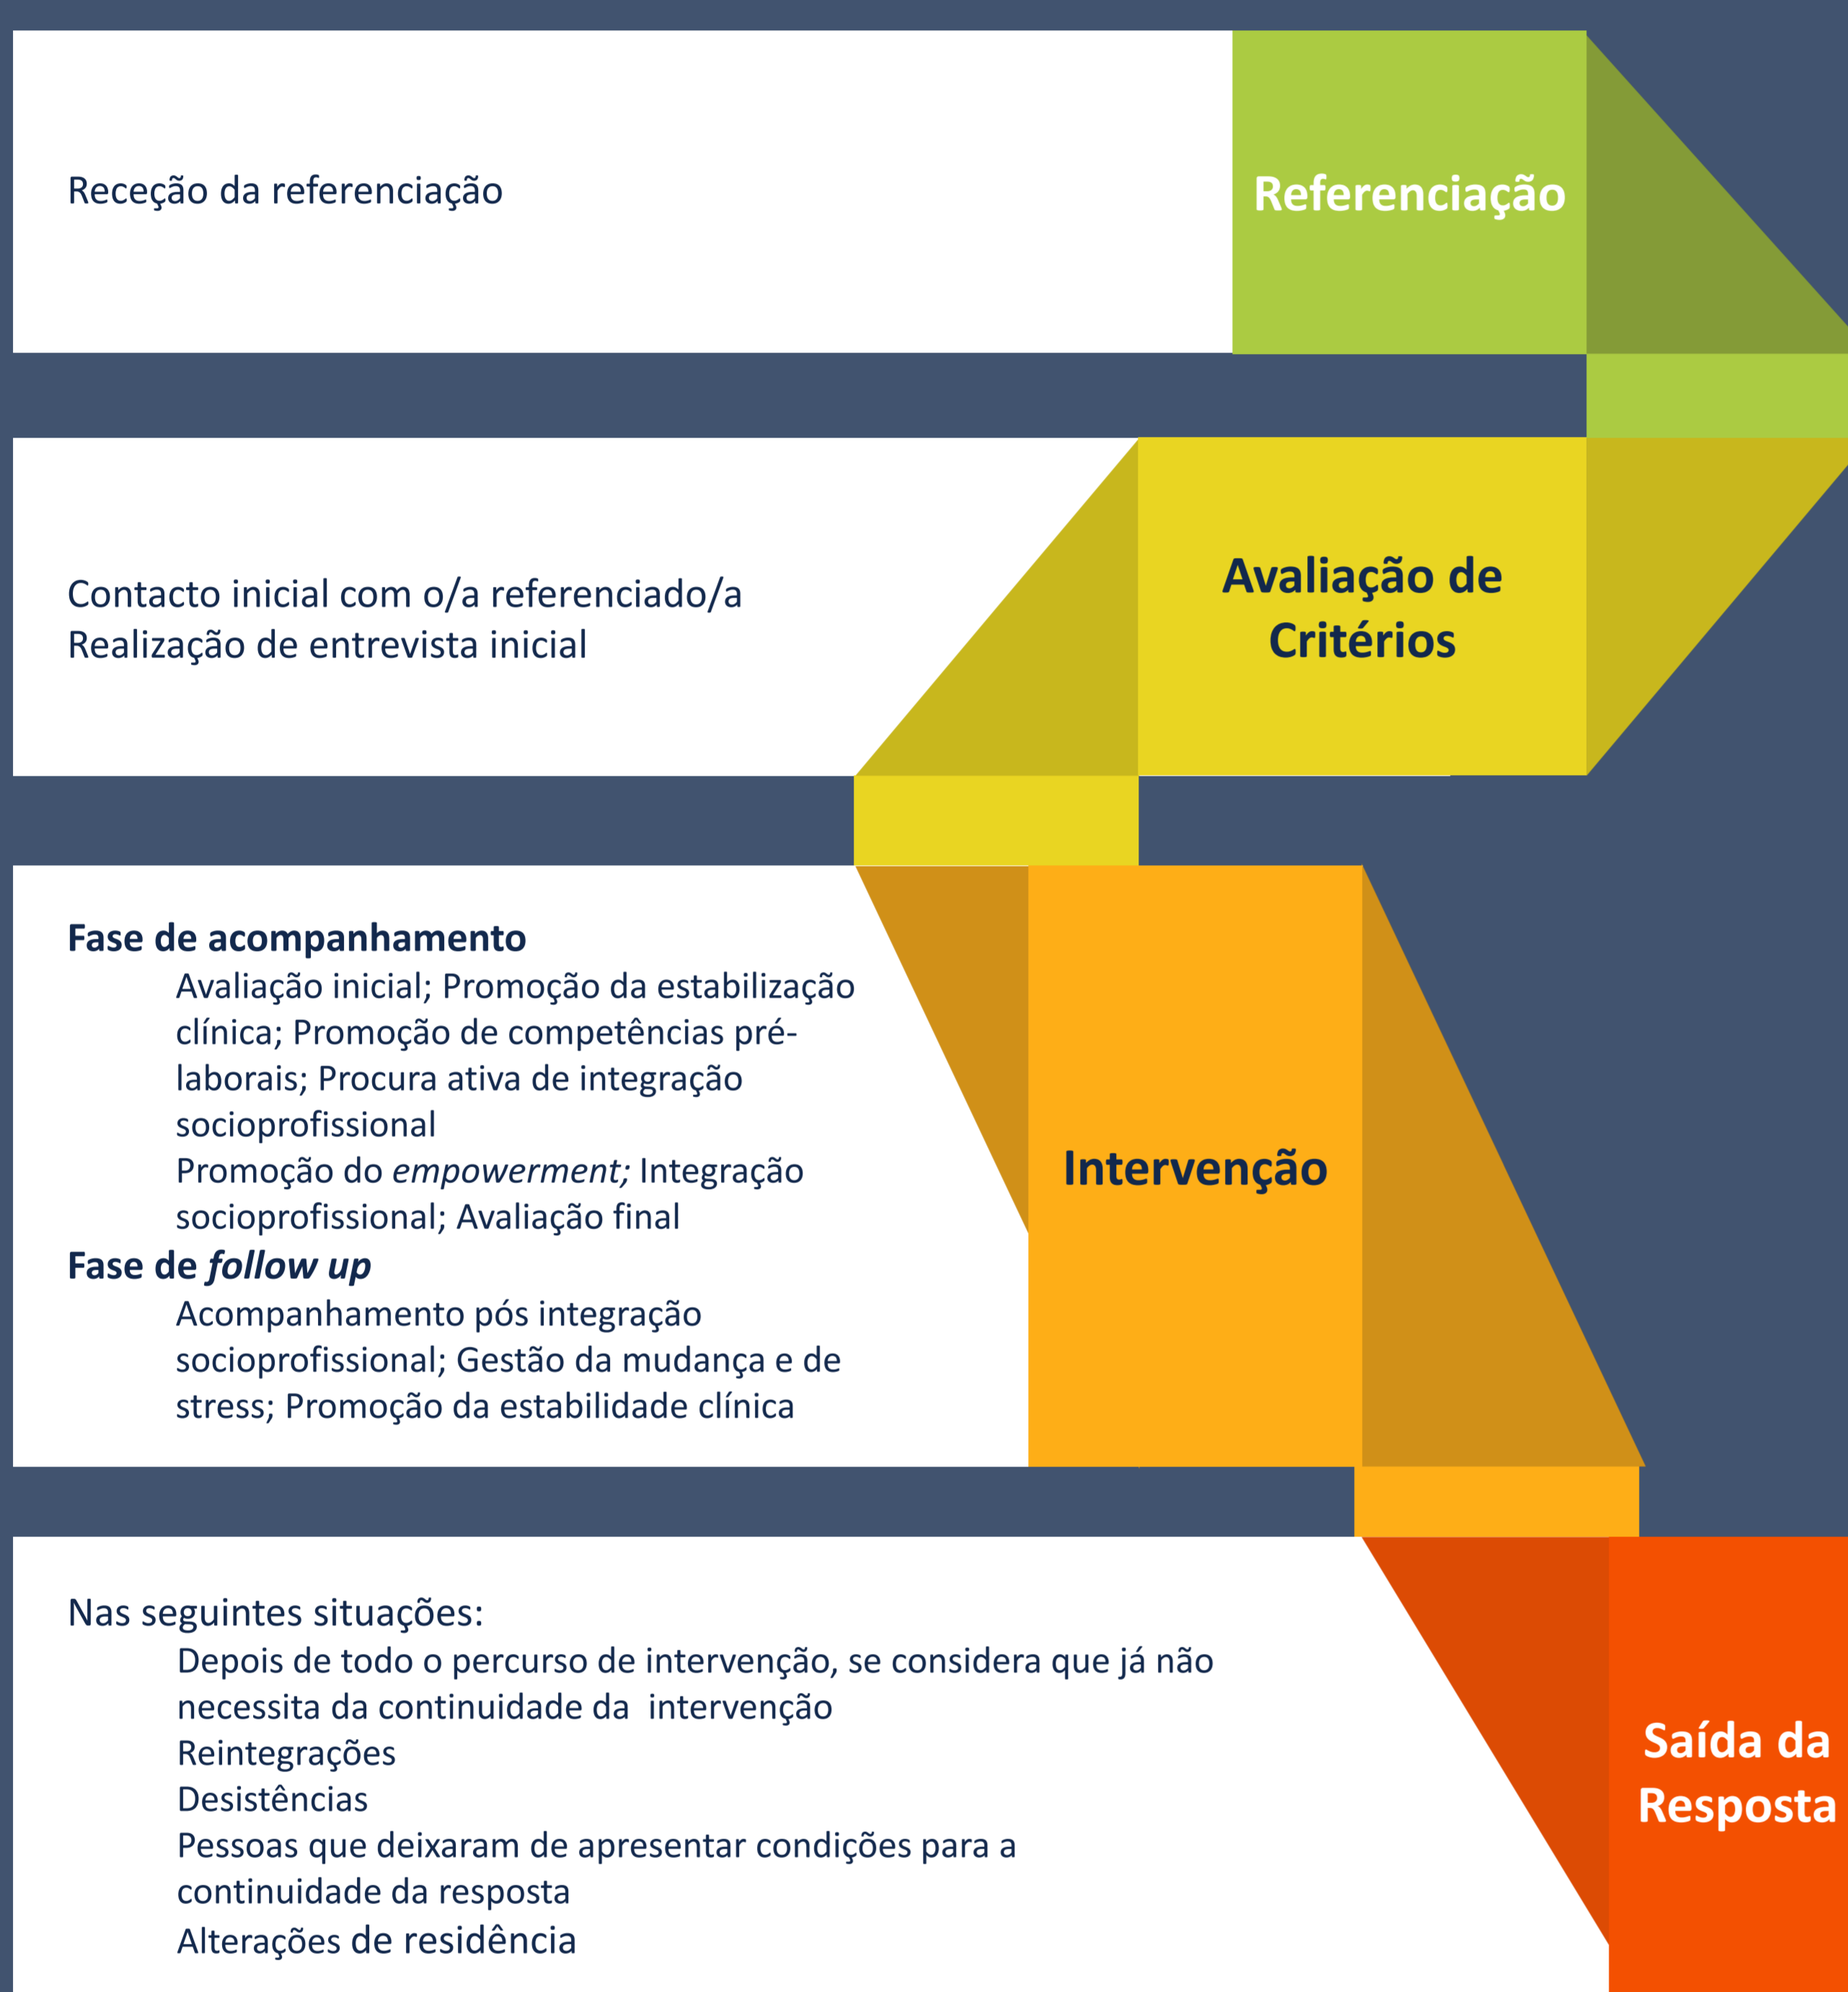 Receção da referenciação
Referenciação
Contacto inicial com o/a referenciado/a
Realização de entrevista inicial
Avaliação de
Critérios
Fase de acompanhamento
Avaliação inicial; Promoção da estabilização
clínica; Promoção de competências pré-
laborais; Procura ativa de integração
socioprofissional
Promoção do empowerment; Integração
socioprofissional; Avaliação final
Fase de follow up
Acompanhamento pós integração
socioprofissional; Gestão da mudança e de
stress; Promoção da estabilidade clínica
Intervenção
Nas seguintes situações:
Depois de todo o percurso de intervenção, se considera que já não
necessita da continuidade da  intervenção
Reintegrações
Desistências
Pessoas que deixaram de apresentar condições para a
continuidade da resposta
Alterações de residência
Saída da
Resposta